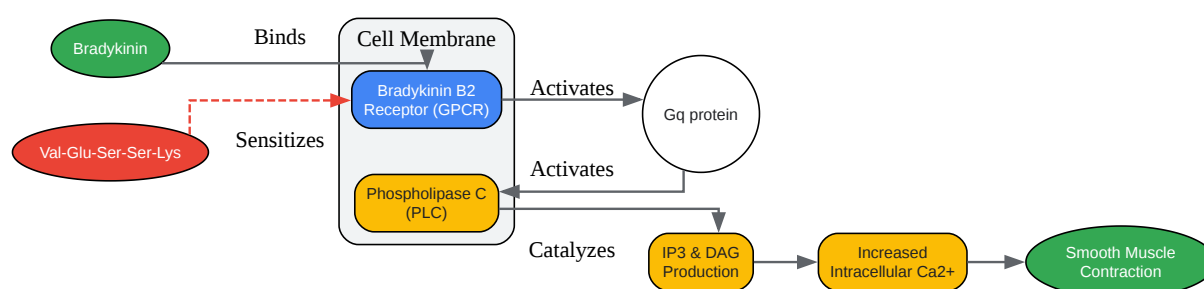 Binds
Cell Membrane
Bradykinin
Bradykinin B2
Receptor (GPCR)
Activates
Gq protein
Sensitizes
Val-Glu-Ser-Ser-Lys
Activates
Phospholipase C
(PLC)
Catalyzes
IP3 & DAG
Production
Increased
Intracellular Ca2+
Smooth Muscle
Contraction